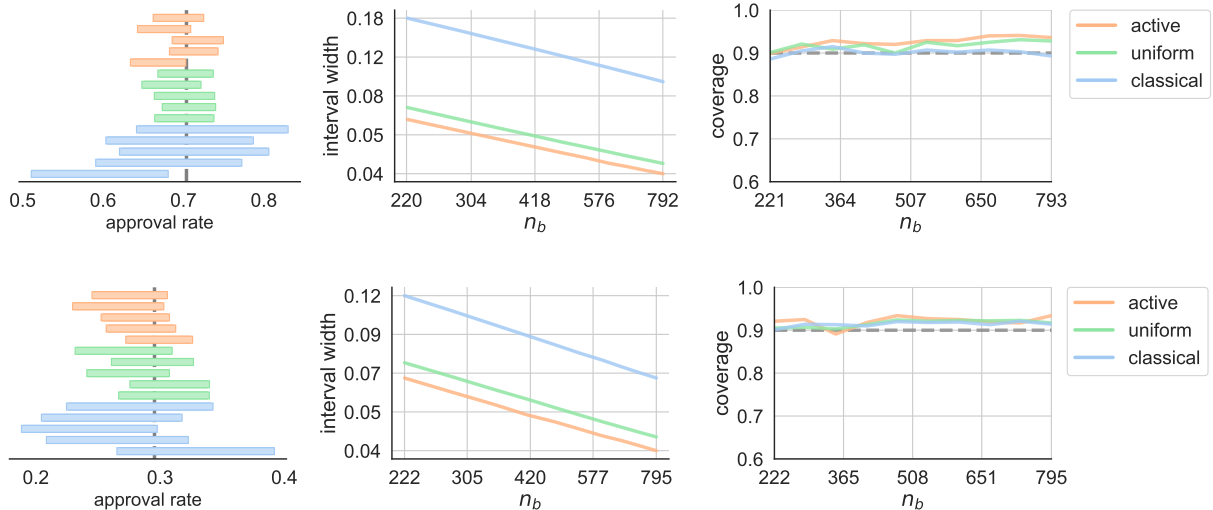 0.5 0.6 0.7 0.8
approval rate
interval width
0.18
0.12
0.08
0.05
0.04
220 304 418 576 792
n_b
coverage
1.0
0.9
0.8
0.7
0.6
221 364 507 650 793
n_b
active
uniform
classical
0.2 0.3 0.4
approval rate
interval width
0.12
0.09
0.07
0.05
0.04
222 305 420 577 795
n_b
coverage
1.0
0.9
0.8
0.7
0.6
222 365 508 651 795
n_b
active
uniform
classical